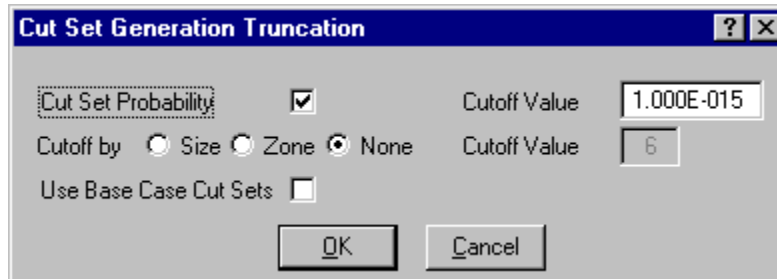 Cut Set Generation Truncation ? X
Cut Set Probability Cutoff Value 1.000E-015
Cutoff by Size Zone None Cutoff Value 6
Use Base Case Cut Sets
OK Cancel